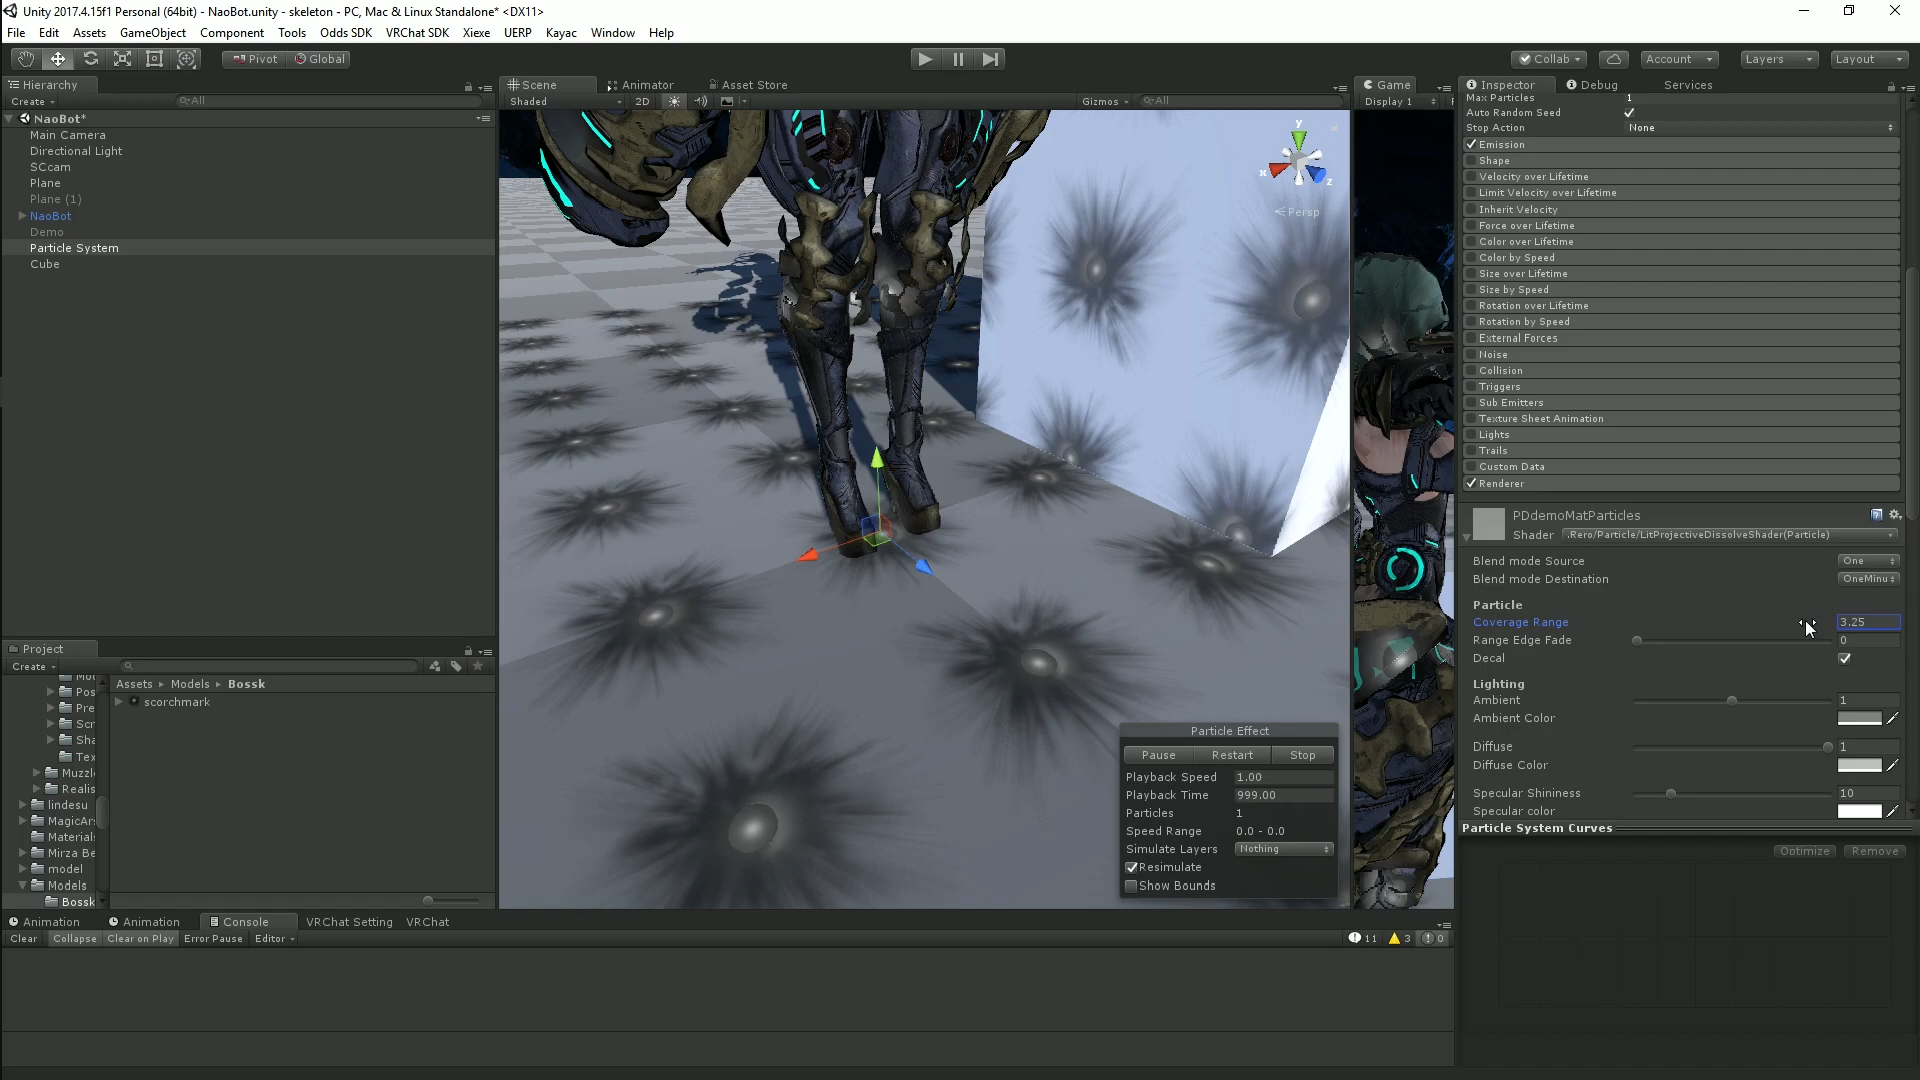 Unity 2017.4.15f1 Personal (64bit) - NaoBot.unity - skeleton - PC, Mac & Linux Standalone* <DX11>
File Edit Assets GameObject Component Tools Odds SDK VRChat SDK Xiexe UERP Kayac Window Help
Pivot Global Collab Account Layers Layout
Hierarchy
Create All
NaoBot*
Main Camera
Directional Light
SCcam
Plane
Plane (1)
NaoBot
Demo
Particle System
Cube
Scene Animator Asset Store
Shaded 2D Gizmos All
y
x
z
Persp
Particle Effect
Pause Restart Stop
Playback Speed 1.00
Playback Time 999.00
Particles 1
Speed Range 0.0 - 0.0
Simulate Layers Nothing
Resimulate
Show Bounds
Game
Display 1
Inspector Debug Services
Max Particles 1
Auto Random Seed
Stop Action None
Emission
Shape
Velocity over Lifetime
Limit Velocity over Lifetime
Inherit Velocity
Force over Lifetime
Color over Lifetime
Color by Speed
Size over Lifetime
Size by Speed
Rotation over Lifetime
Rotation by Speed
External Forces
Noise
Collision
Triggers
Sub Emitters
Texture Sheet Animation
Lights
Trails
Custom Data
Renderer
PDdemoMatParticles
Shader .Rero/Particle/LitProjectiveDissolveShader(Particle)
Blend mode Source One
Blend mode Destination OneMinu
Particle
Coverage Range 3.25
Range Edge Fade 0
Decal
Lighting
Ambient 1
Ambient Color
Diffuse 1
Diffuse Color
Specular Shininess 10
Specular color
Particle System Curves
Optimize Remove
Project
Create
Assets Models Bossk
scorchmark
Pos
Pre
Scr
Sha
Tex
Muzzl
Realis
lindesu
MagicAr
Material
Mirza Be
model
Models
Bossk
Animation Animation Console VRChat Setting VRChat
Clear Collapse Clear on Play Error Pause Editor 11 3 0